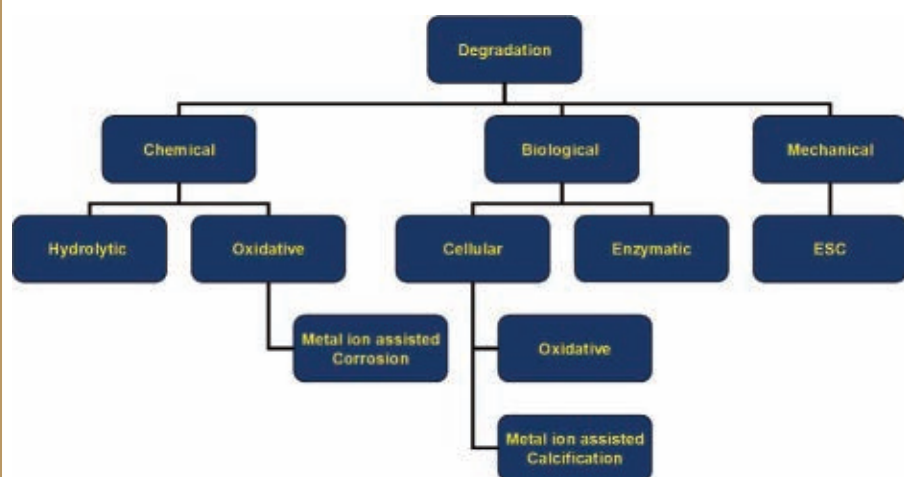 Degradation
Chemical
Biological
Mechanical
Hydrolytic
Oxidative
Cellular
Enzymatic
ESC
Metal ion assisted
Corrosion
Oxidative
Metal ion assisted
Calcification